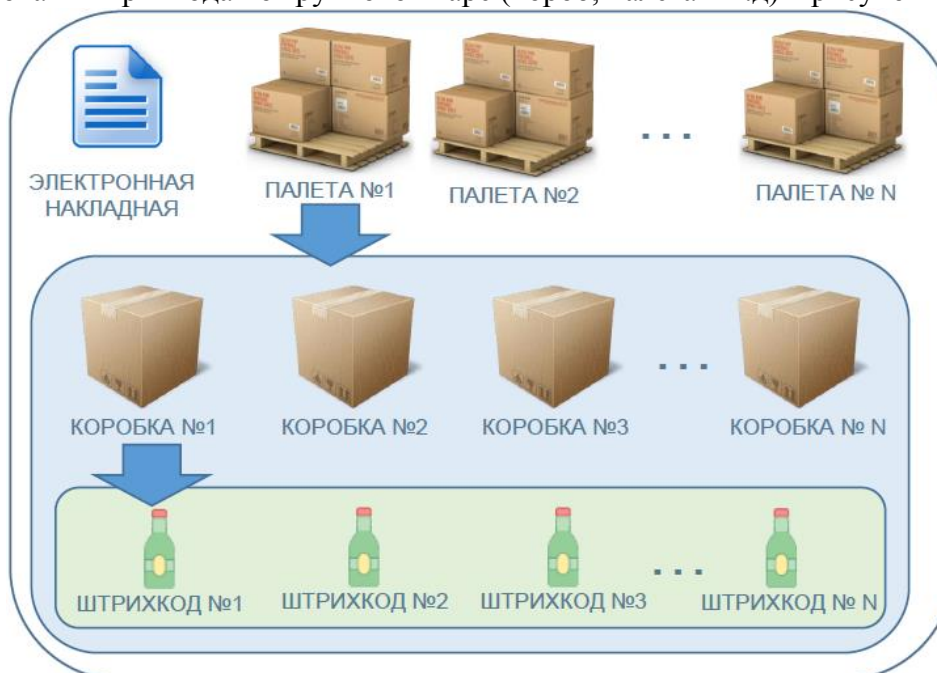 ЭЛЕКТРОННАЯ
НАКЛАДНАЯ
ПАЛЕТА №1
ПАЛЕТА №2
. . .
ПАЛЕТА № N
КОРОБКА №1
КОРОБКА №2
КОРОБКА №3
. . .
КОРОБКА № N
ШТРИХКОД №1
ШТРИХКОД №2
ШТРИХКОД №3
. . .
ШТРИХКОД № N